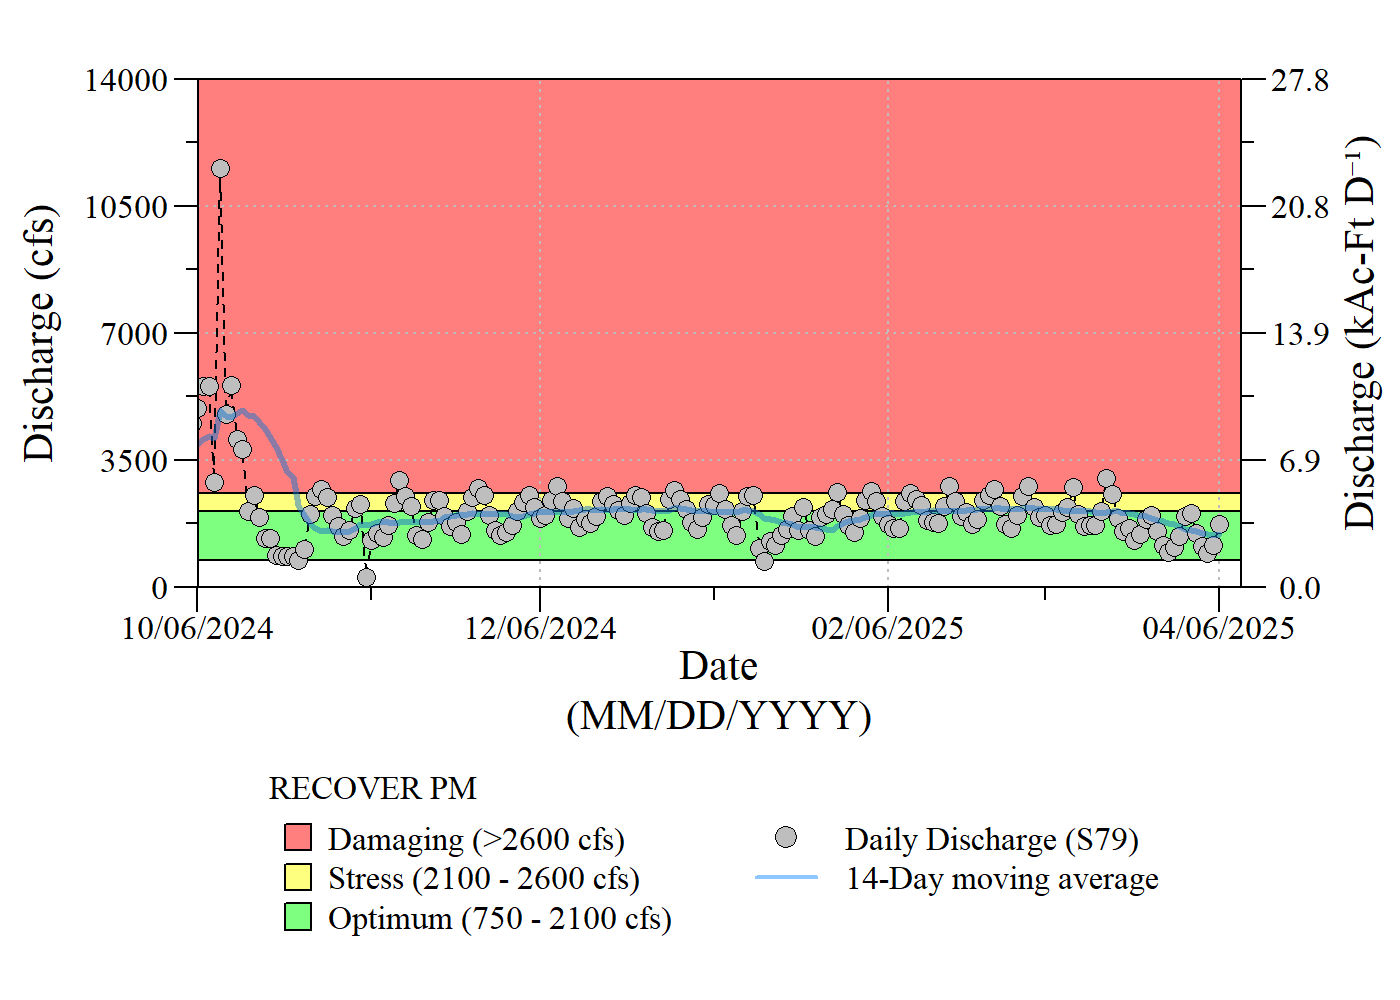 14000
10500
7000
3500
0
Discharge (cfs)
27.8
20.8
13.9
6.9
0.0
Discharge (kAc-Ft D⁻¹)
10/06/2024
12/06/2024
02/06/2025
04/06/2025
Date
(MM/DD/YYYY)
RECOVER PM
Damaging (>2600 cfs)
Stress (2100 - 2600 cfs)
Optimum (750 - 2100 cfs)
Daily Discharge (S79)
14-Day moving average